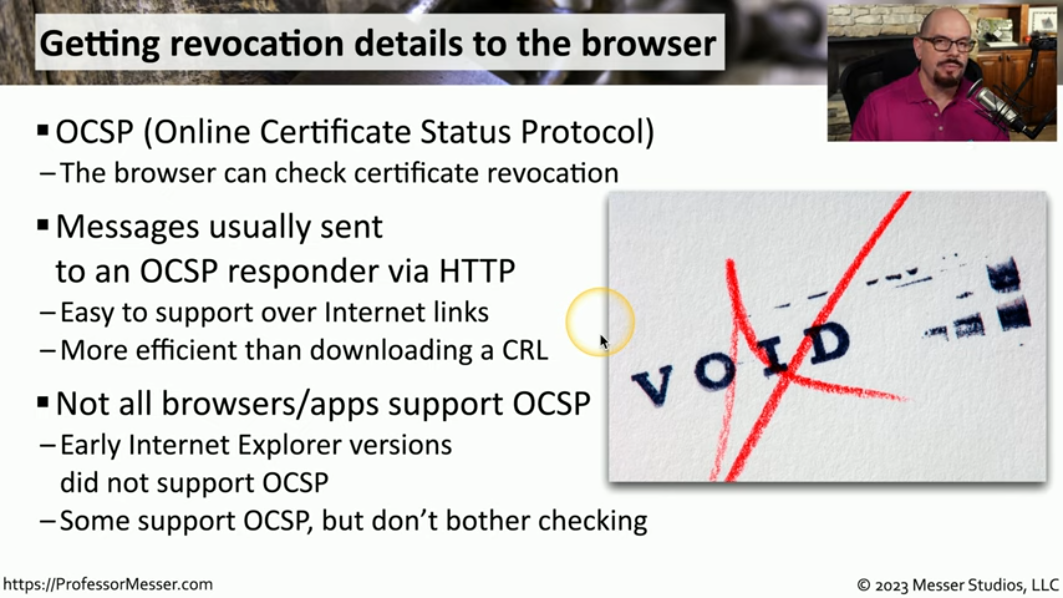 Getting revocation details to the browser
▪ OCSP (Online Certificate Status Protocol)
– The browser can check certificate revocation
▪ Messages usually sent
to an OCSP responder via HTTP
– Easy to support over Internet links
– More efficient than downloading a CRL
▪ Not all browsers/apps support OCSP
– Early Internet Explorer versions
did not support OCSP
– Some support OCSP, but don't bother checking
VOID
https://ProfessorMesser.com
© 2023 Messer Studios, LLC